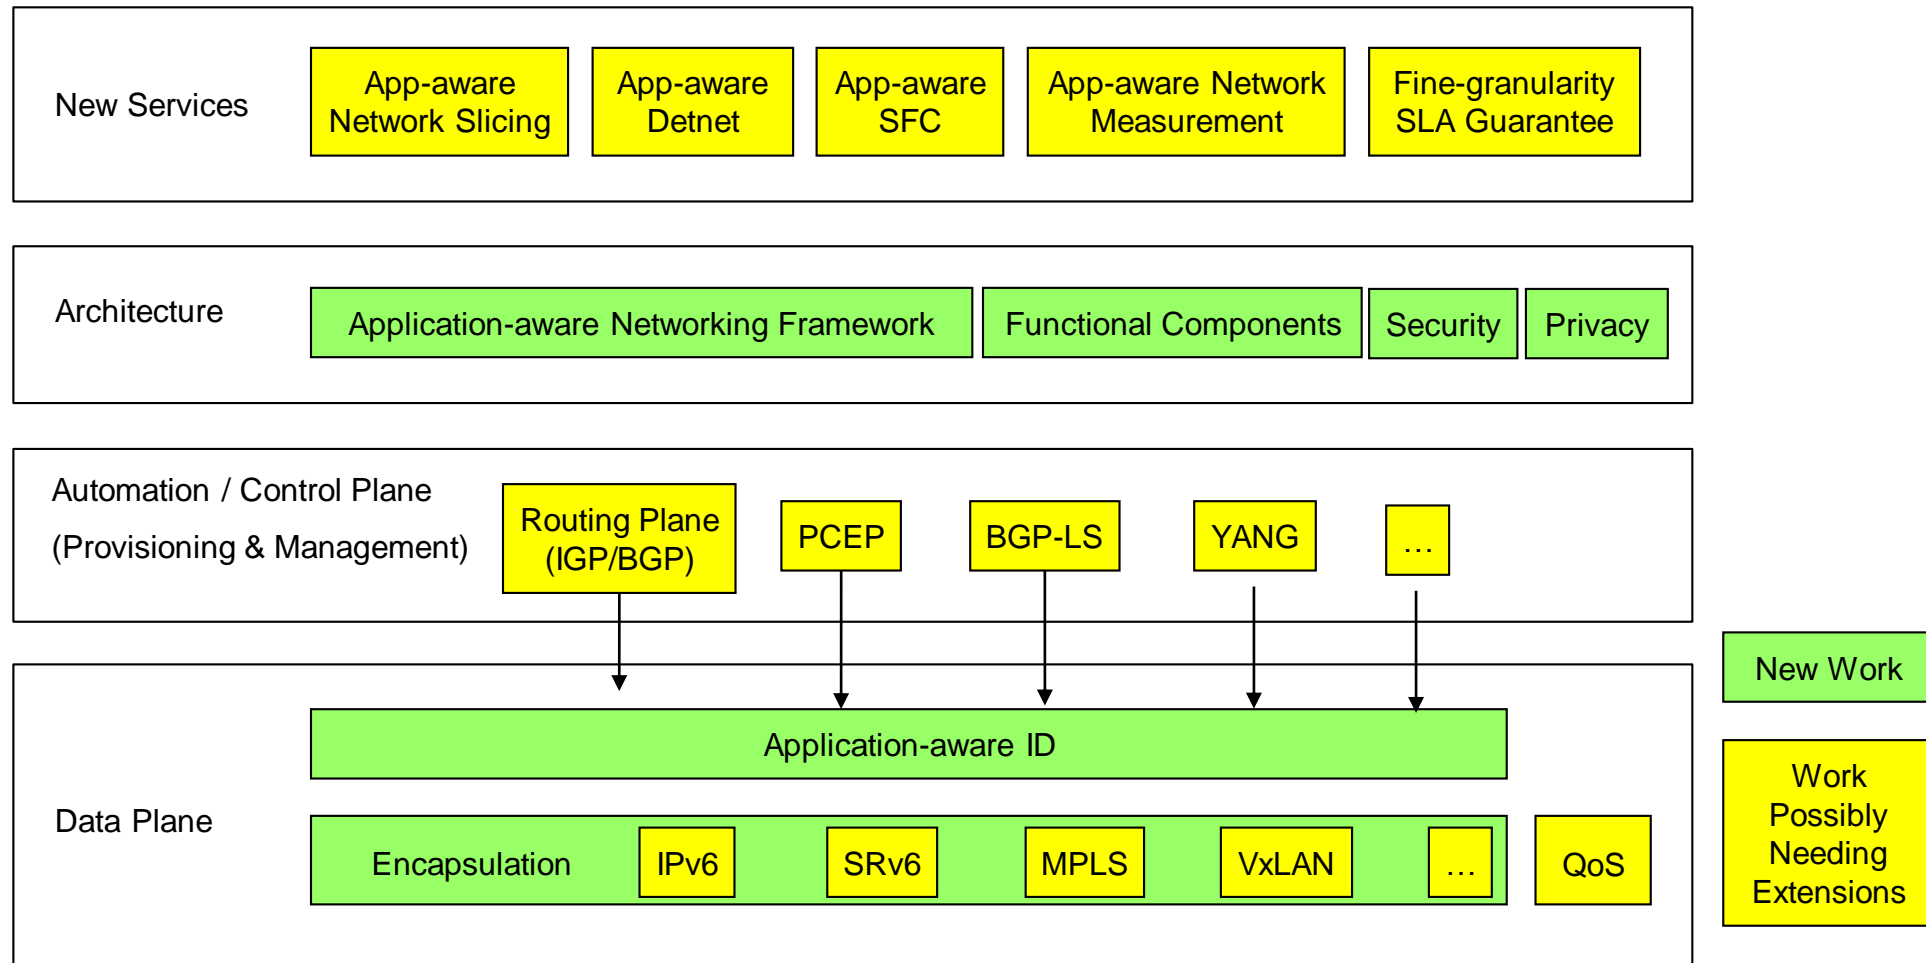 New Services
App-aware
Network Slicing
App-aware
Detnet
App-aware
SFC
App-aware Network
Measurement
Fine-granularity
SLA Guarantee
Architecture
Application-aware Networking Framework
Functional Components
Security
Privacy
Automation / Control Plane
(Provisioning & Management)
Routing Plane
(IGP/BGP)
PCEP
BGP-LS
YANG
…
New Work
Application-aware ID
Data Plane
Encapsulation
IPv6
SRv6
MPLS
VxLAN
…
QoS
Work
Possibly
Needing
Extensions